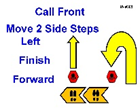 Call Front
Move 2 Side Steps
Left
Finish
Forward